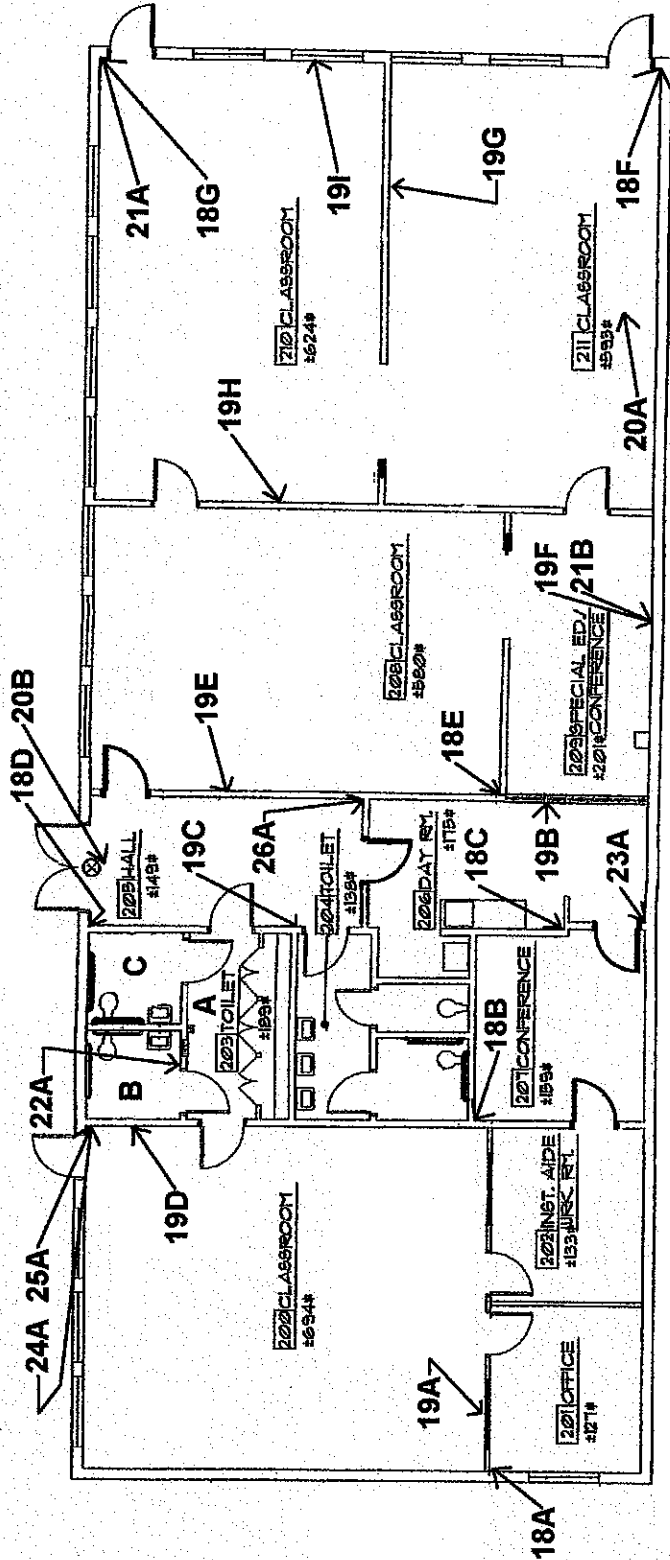 18D 20B
24A 25A
22A
21A
18G
B
C
205 HALL
±149#
19D
A
203 TOILET
19E
19H
19I
19C
204 TOILET
±138#
200 CLASSROOM
±694#
210 CLASSROOM
±624#
26A
206 DAY RM.
208 CLASSROOM
±580#
19A
18B
18C
18E
19G
18A
201 OFFICE
±127#
202 INST. AIDE
±133# WRK. RM.
207 CONFERENCE
19B
23A
209 SPECIAL ED./
±201# CONFERENCE
19F
21B
211 CLASSROOM
±593#
20A
18F